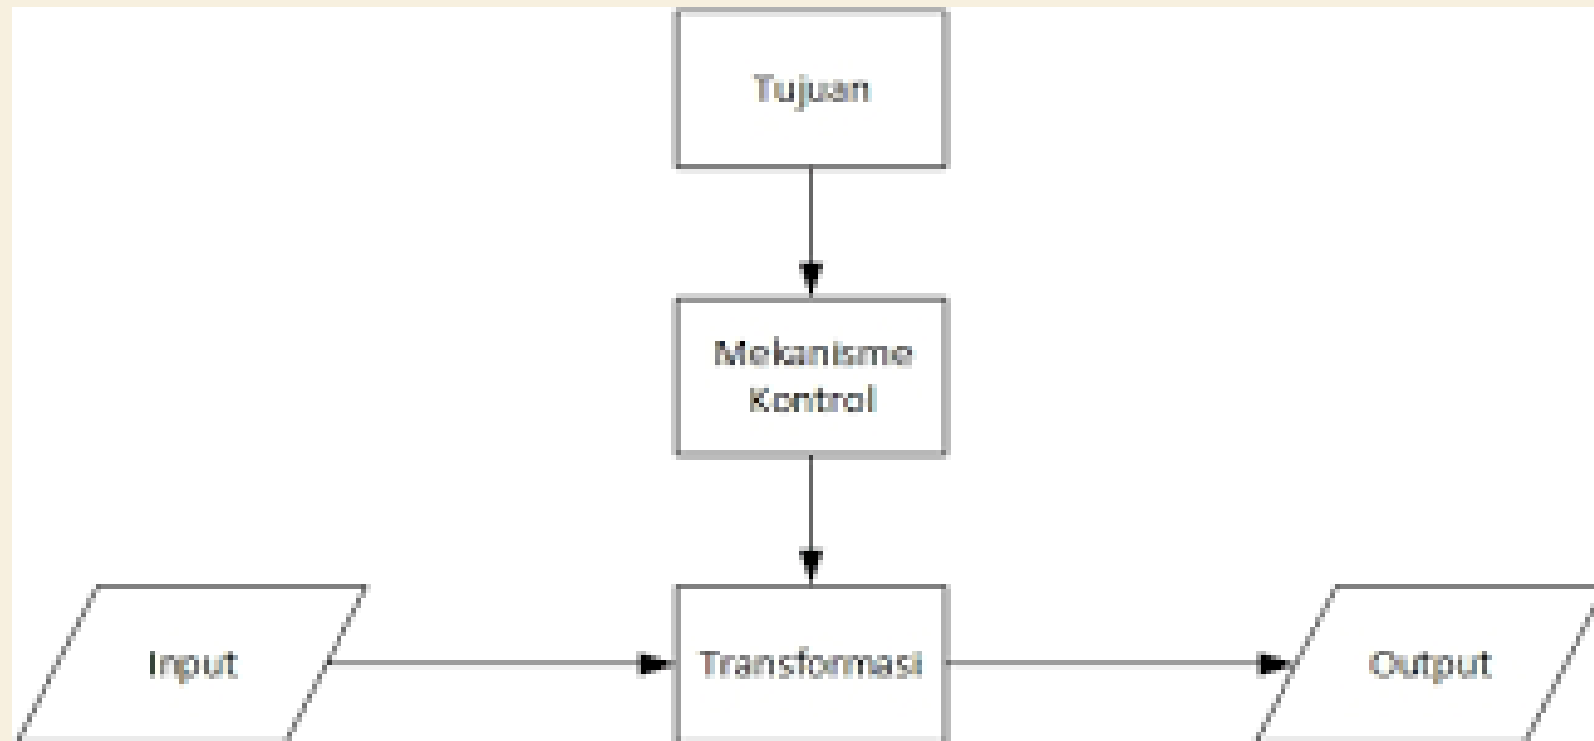 Tujuan
Mekanisme
Kontrol
Input
Transformasi
Output